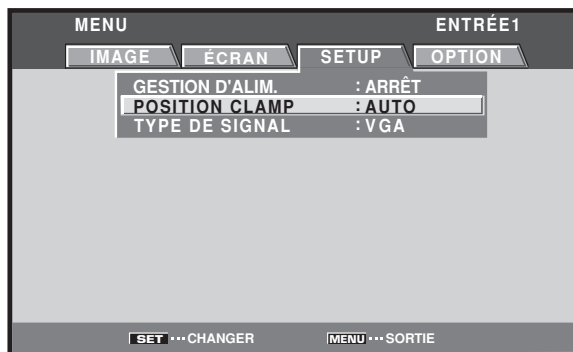 MENU ENTRÉE1
IMAGE ÉCRAN SETUP OPTION
GESTION D'ALIM. : ARRÊT
POSITION CLAMP : AUTO
TYPE DE SIGNAL : VGA
SET ··· CHANGER MENU ··· SORTIE